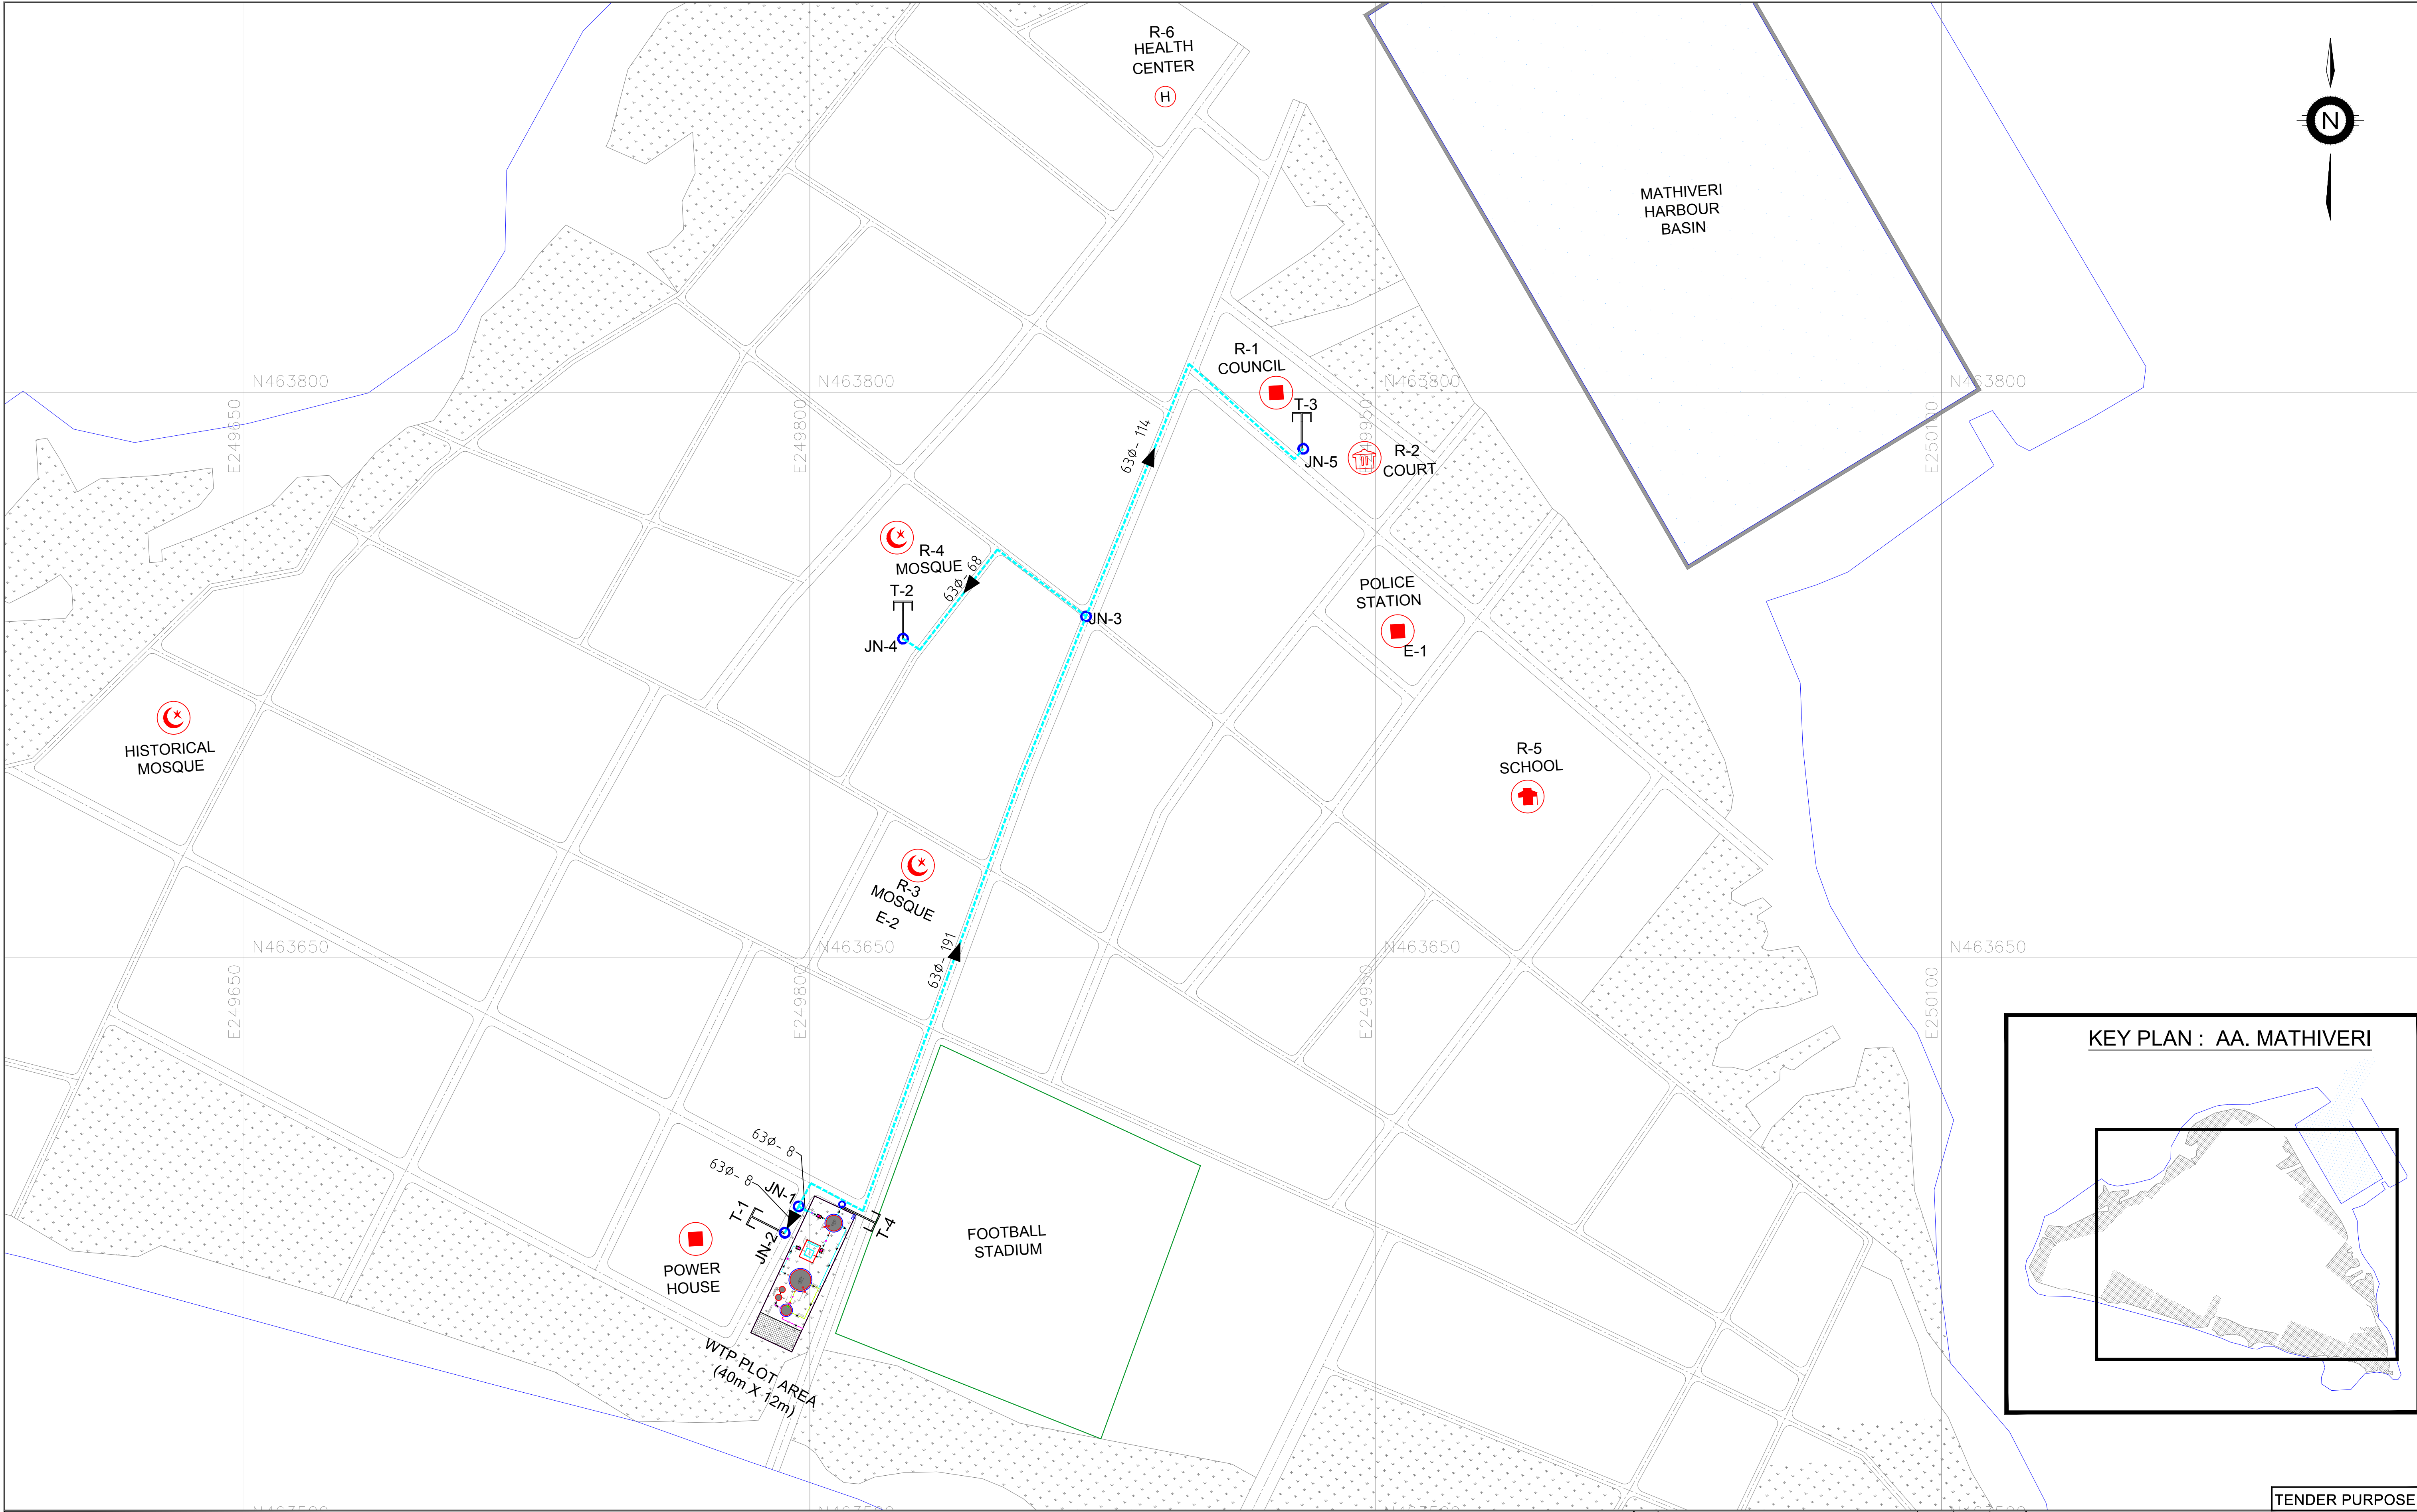 R-6
HEALTH
CENTER
H
N
MATHIVERI
HARBOUR
BASIN
R-1
COUNCIL
N463800
N463800
N463800
N463800
E249650
E249800
E249950
E250100
T-3
63ø- 114
JN-5
R-2
COURT
R-4
MOSQUE
63ø- 68
T-2
JN-4
JN-3
POLICE
STATION
E-1
HISTORICAL
MOSQUE
R-5
SCHOOL
R-3
MOSQUE
E-2
63ø- 191
N463650
N463650
N463650
N463650
E249650
E249800
E249950
E250100
KEY PLAN : AA. MATHIVERI
63ø- 8
63ø- 8
JN-1
T-1
JN-2
T-4
POWER
HOUSE
FOOTBALL
STADIUM
WTP PLOT AREA
(40m X 12m)
TENDER PURPOSE